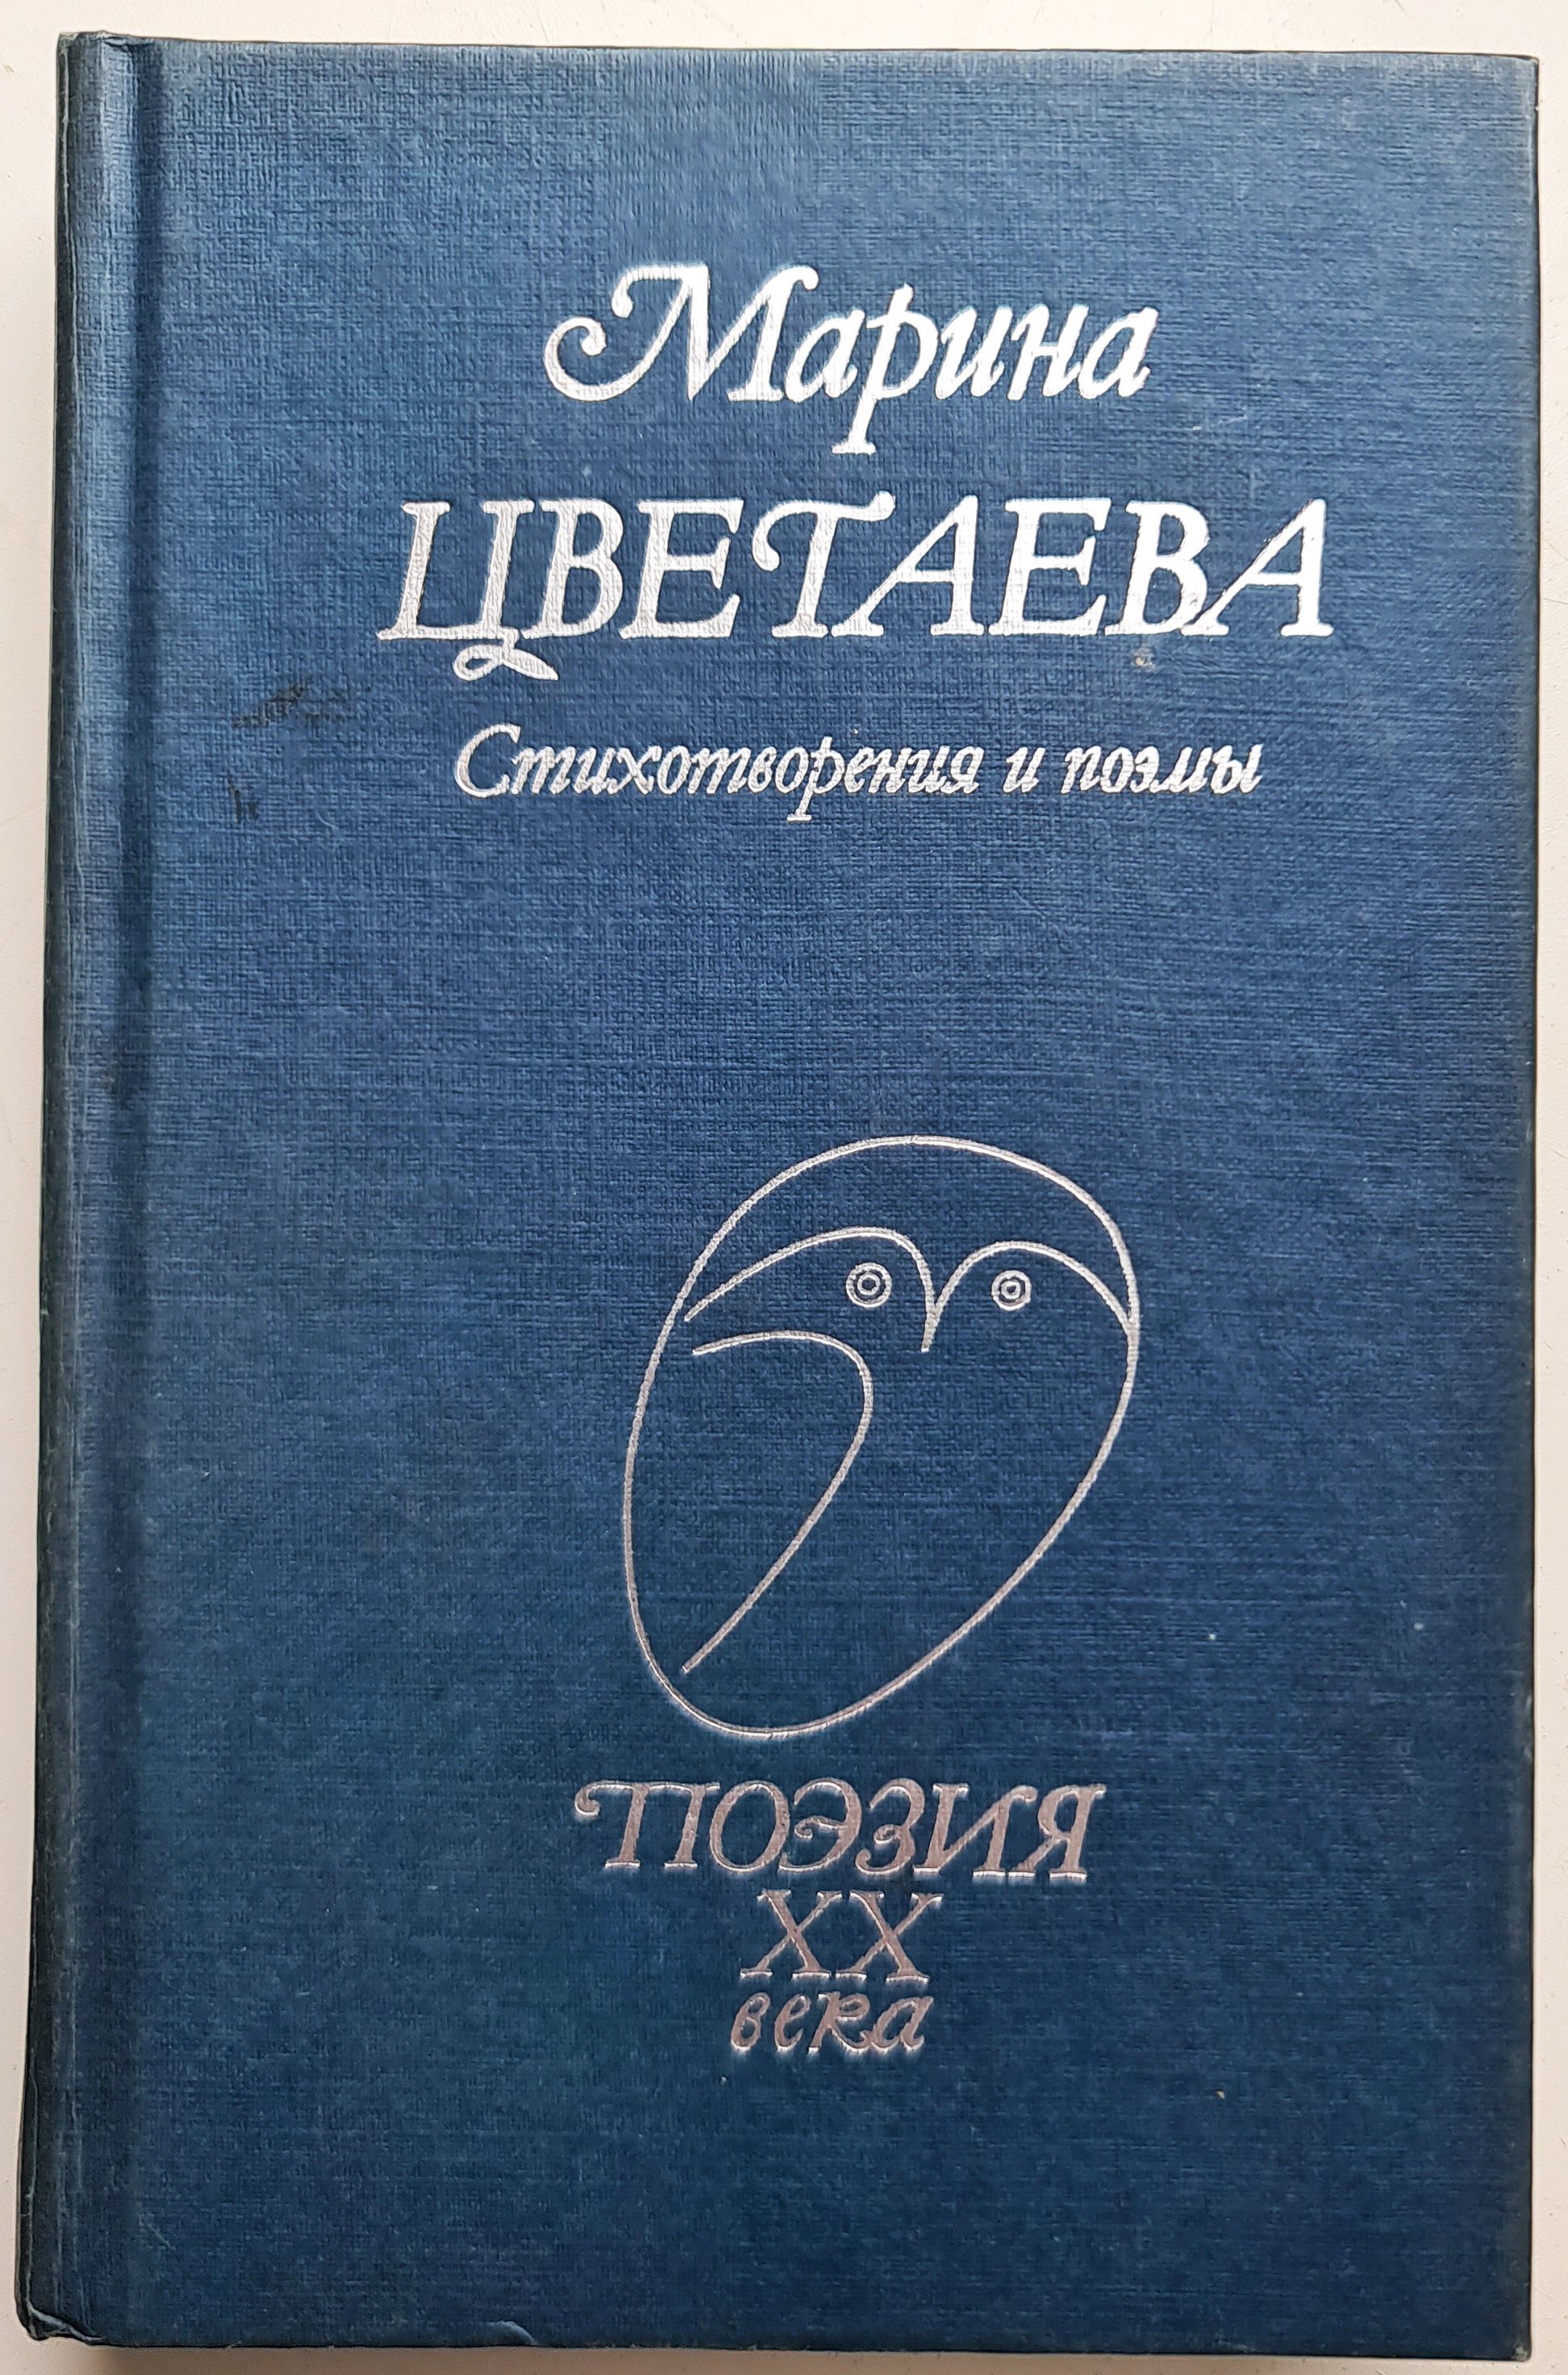 Марина
ЦВЕТАЕВА
Стихотворения и поэмы
ПОЭЗИЯ
XX
века